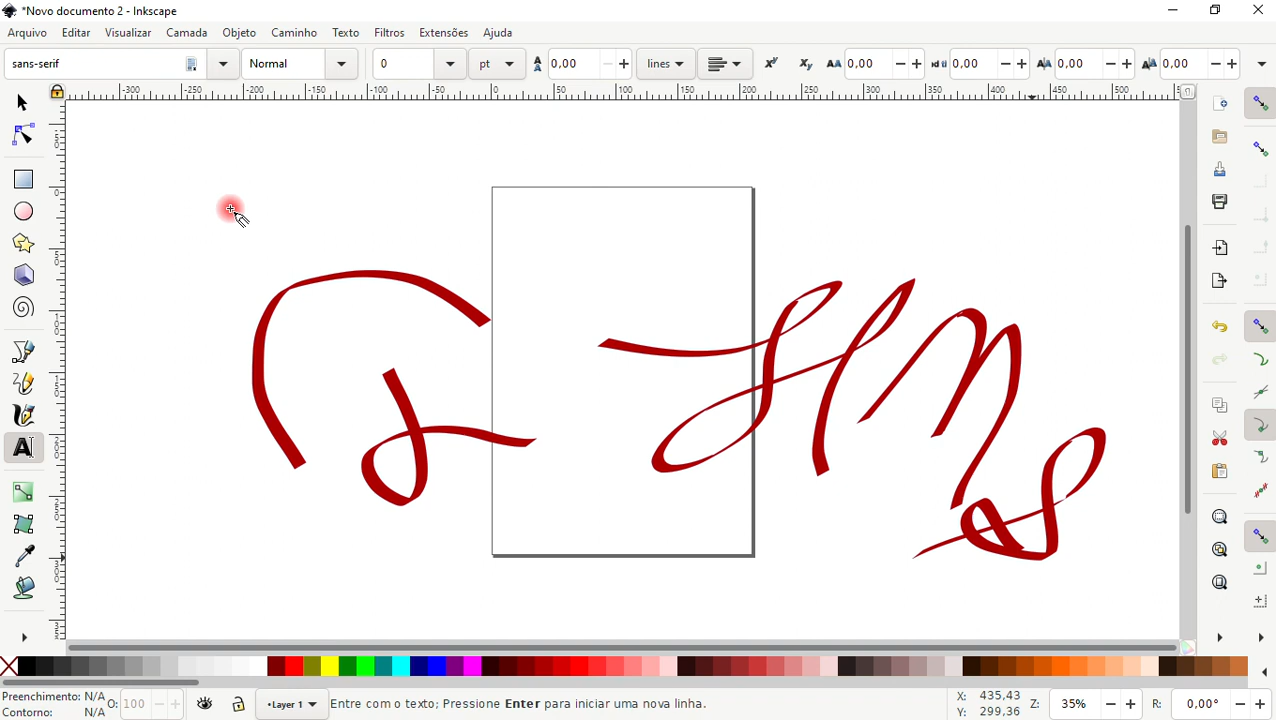 *Novo documento 2 - Inkscape
Arquivo Editar Visualizar Camada Objeto Caminho Texto Filtros Extensões Ajuda
sans-serif Normal 0 pt 0,00 lines 0,00 0,00 0,00 0,00
-300 -250 -200 -150 -100 -50 0 50 100 150 200 250 300 350 400 450 500
Preenchimento: N/A O: 100 •Layer 1 Entre com o texto; Pressione Enter para iniciar uma nova linha. X: 435,43 Z: 35% R: 0,00°
Contorno: N/A Y: 299,36